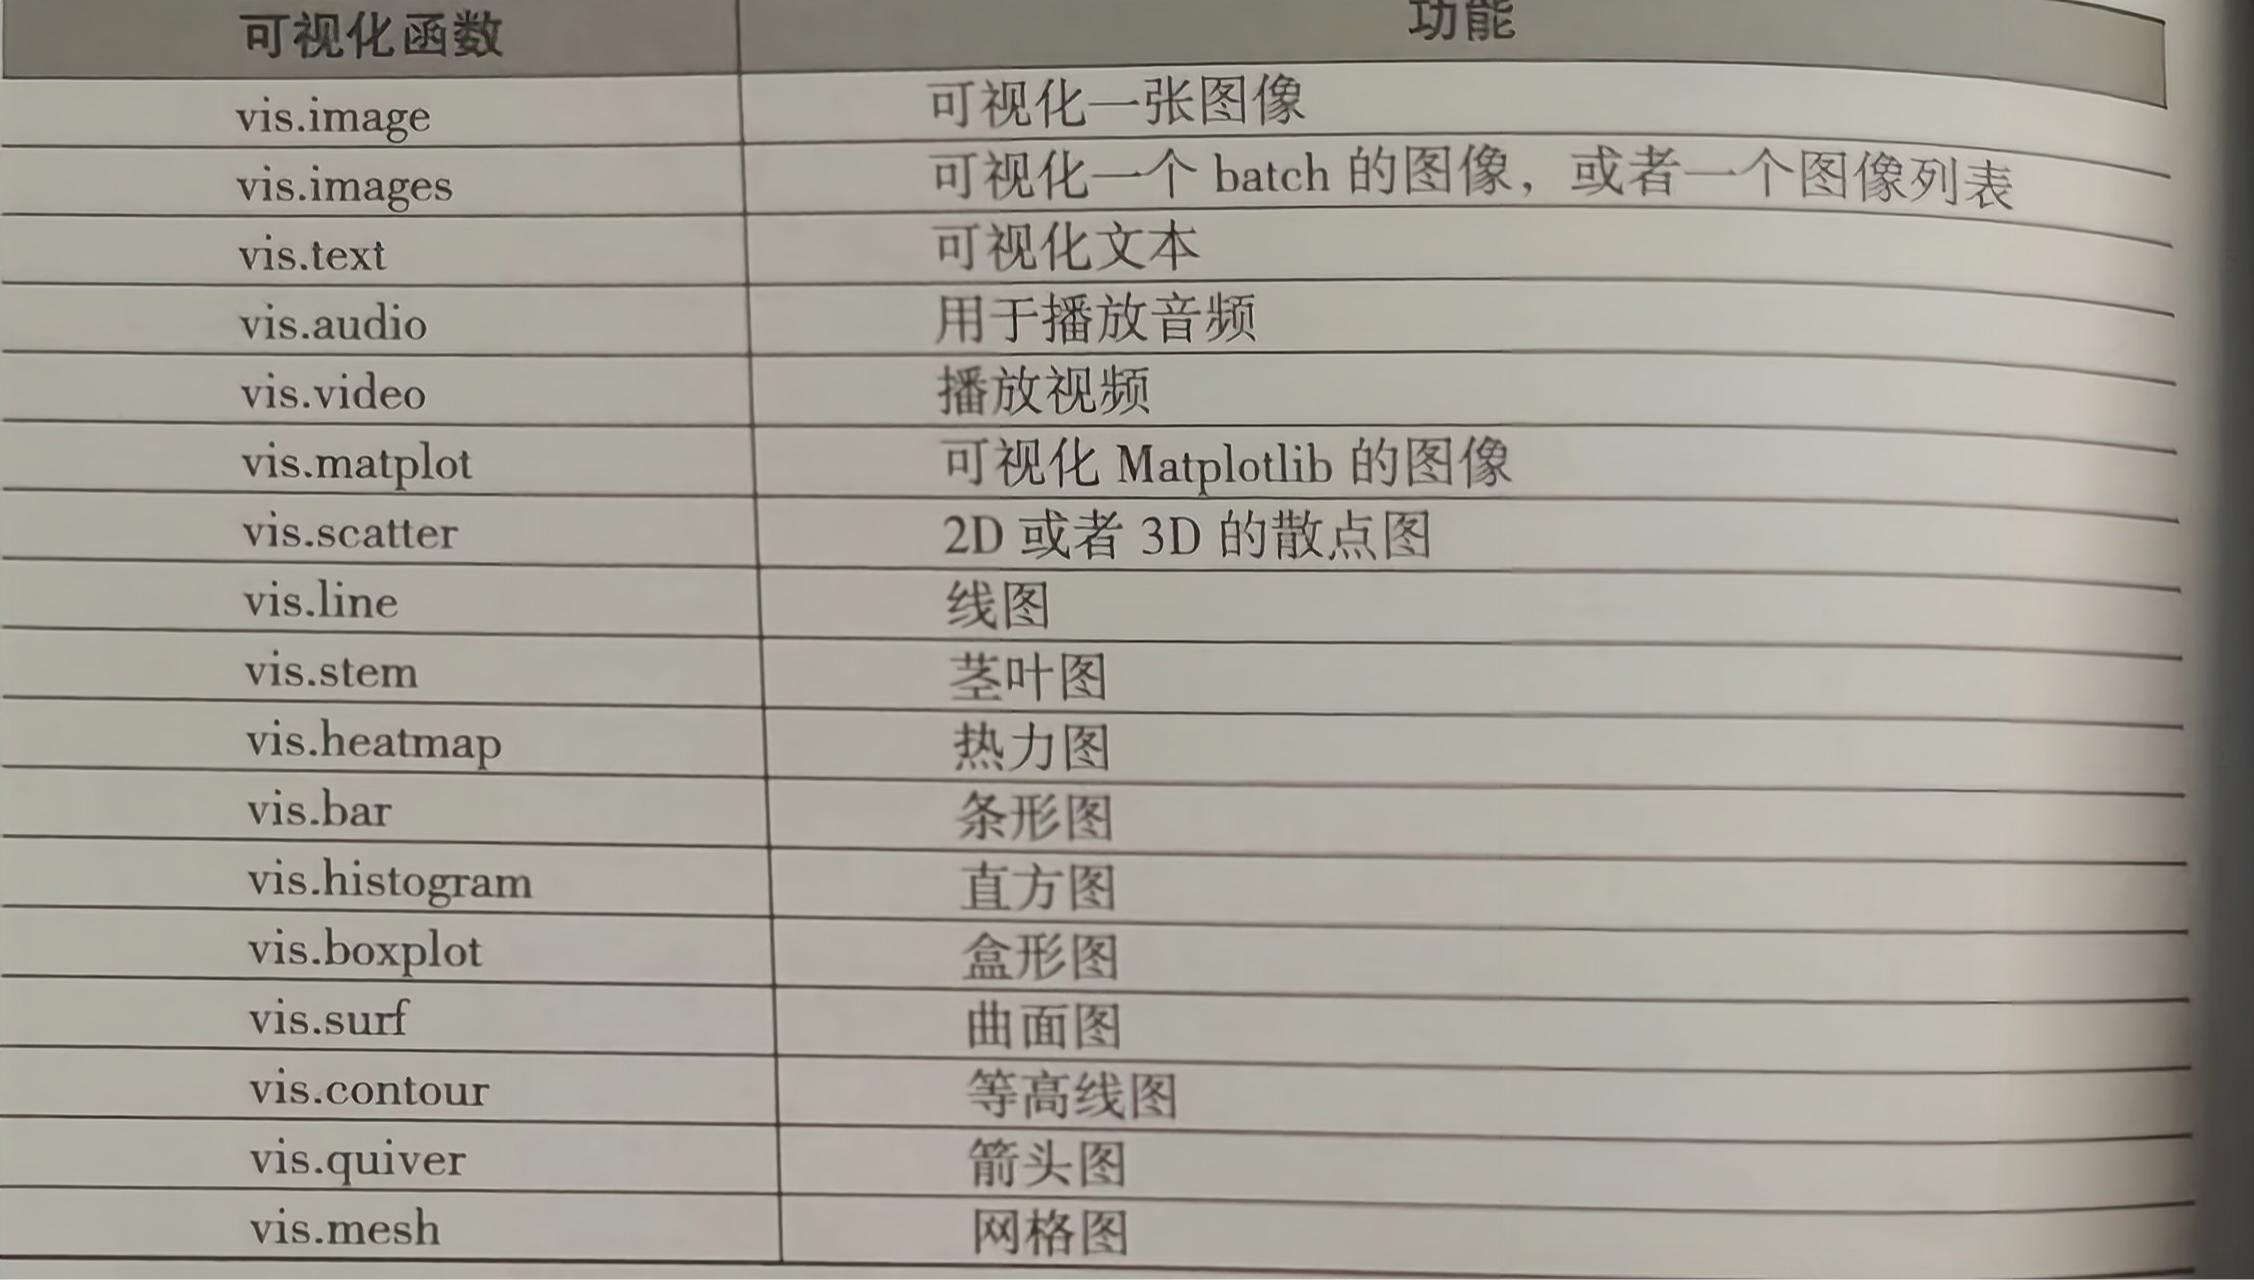 可视化函数 功能
vis.image 可视化一张图像
vis.images 可视化一个 batch 的图像，或者一个图像列表
vis.text 可视化文本
vis.audio 用于播放音频
vis.video 播放视频
vis.matplot 可视化 Matplotlib 的图像
vis.scatter 2D 或者 3D 的散点图
vis.line 线图
vis.stem 茎叶图
vis.heatmap 热力图
vis.bar 条形图
vis.histogram 直方图
vis.boxplot 盒形图
vis.surf 曲面图
vis.contour 等高线图
vis.quiver 箭头图
vis.mesh 网格图